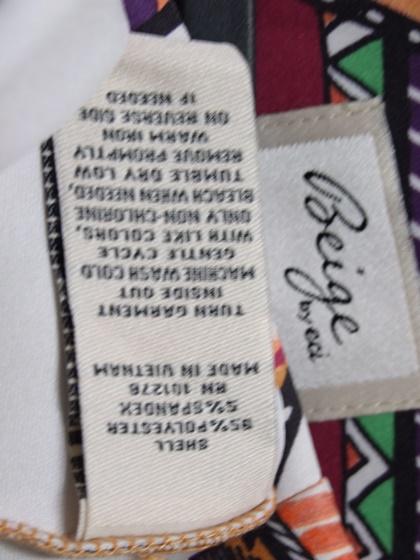 SHELL
95%POLYESTER
5%SPANDEX
RN 101276
MADE IN VIETNAM
TURN GARMENT
INSIDE OUT
MACHINE WASH COLD
GENTLE CYCLE
WITH LIKE COLORS,
ONLY NON-CHLORINE
BLEACH WHEN NEEDED,
TUMBLE DRY LOW
REMOVE PROMPTLY
WARM IRON
ON REVERSE SIDE
IF NEEDED
Beige
by eci